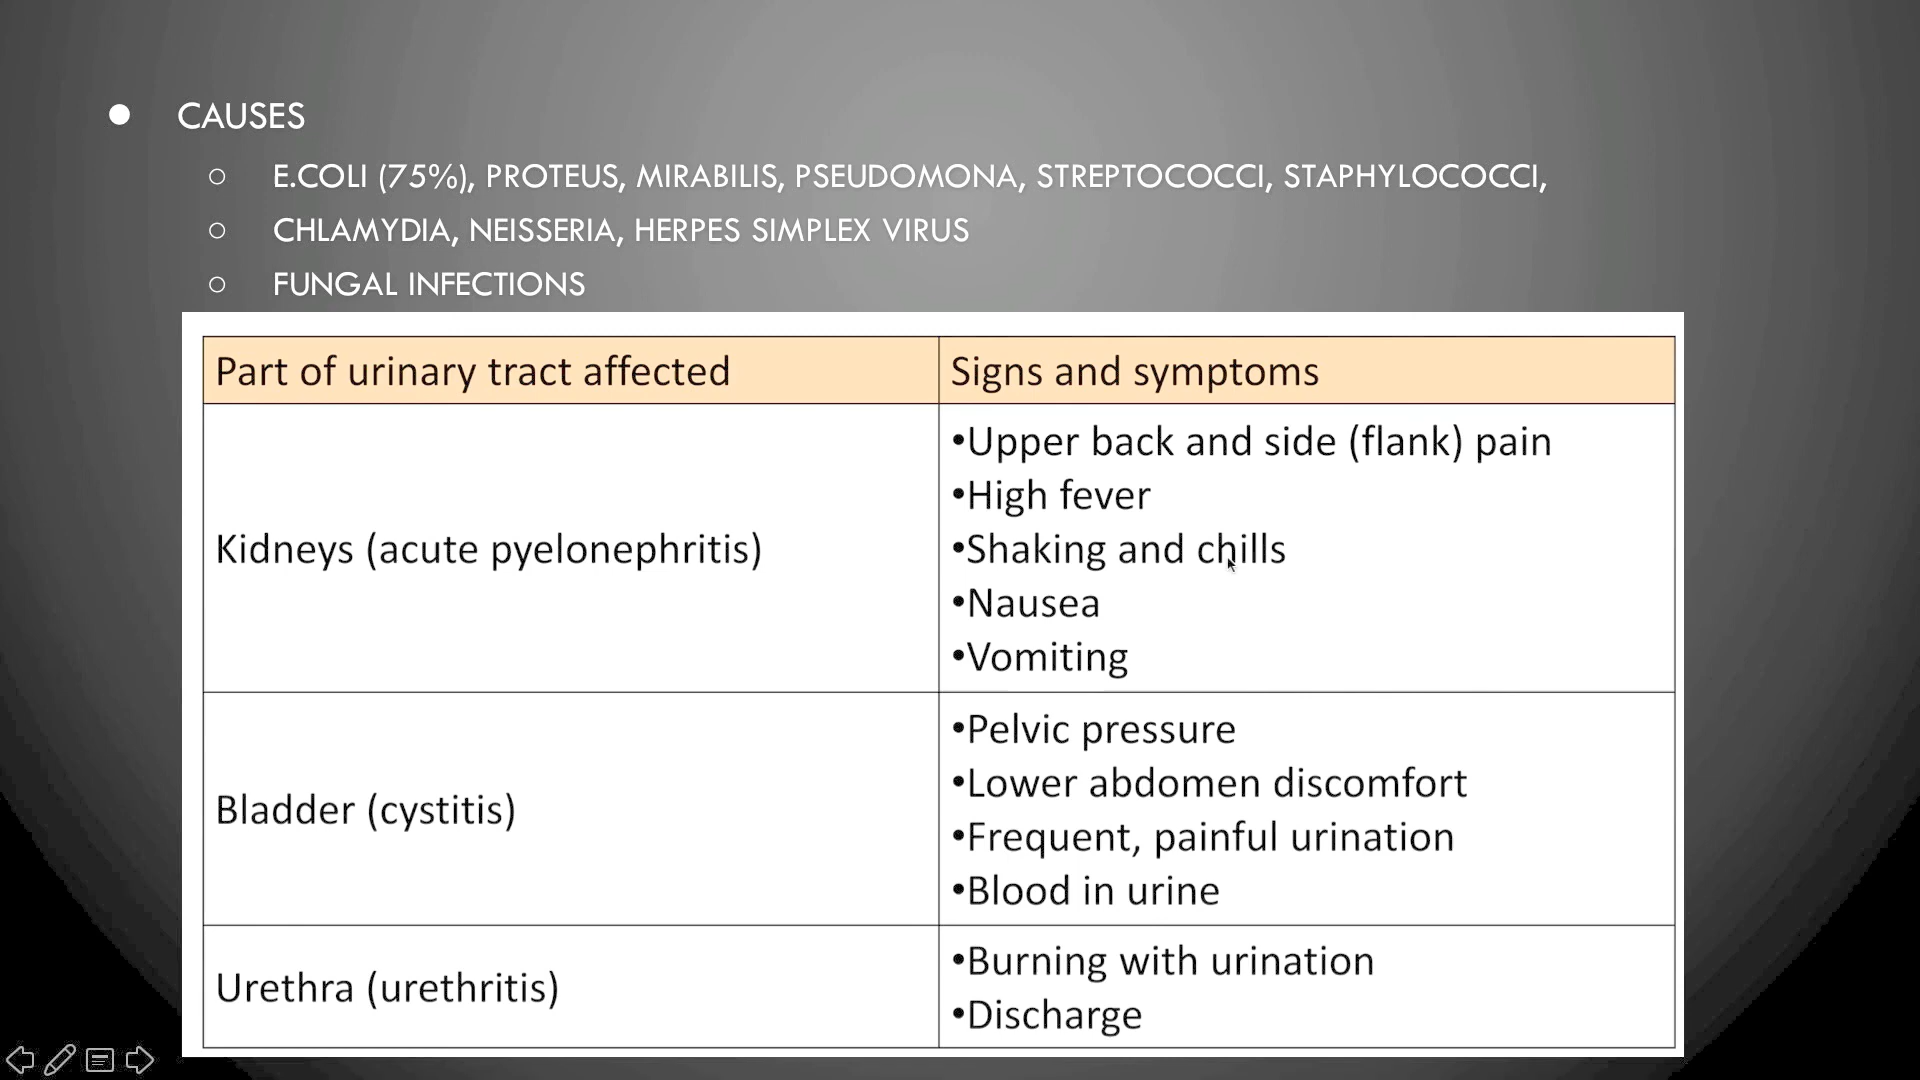 ● CAUSES
○ E.COLI (75%), PROTEUS, MIRABILIS, PSEUDOMONA, STREPTOCOCCI, STAPHYLOCOCCI,
○ CHLAMYDIA, NEISSERIA, HERPES SIMPLEX VIRUS
○ FUNGAL INFECTIONS
Part of urinary tract affected
Signs and symptoms
Kidneys (acute pyelonephritis)
•Upper back and side (flank) pain
•High fever
•Shaking and chills
•Nausea
•Vomiting
Bladder (cystitis)
•Pelvic pressure
•Lower abdomen discomfort
•Frequent, painful urination
•Blood in urine
Urethra (urethritis)
•Burning with urination
•Discharge